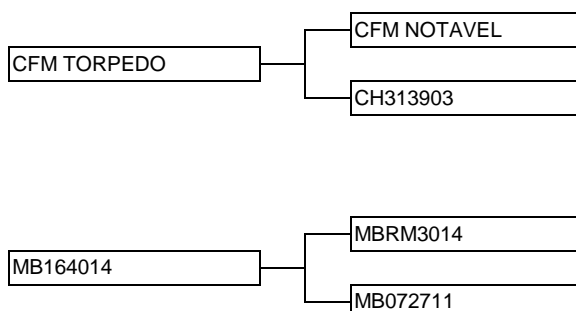 CFM NOTAVEL
CFM TORPEDO
CH313903
MBRM3014
MB164014
MB072711